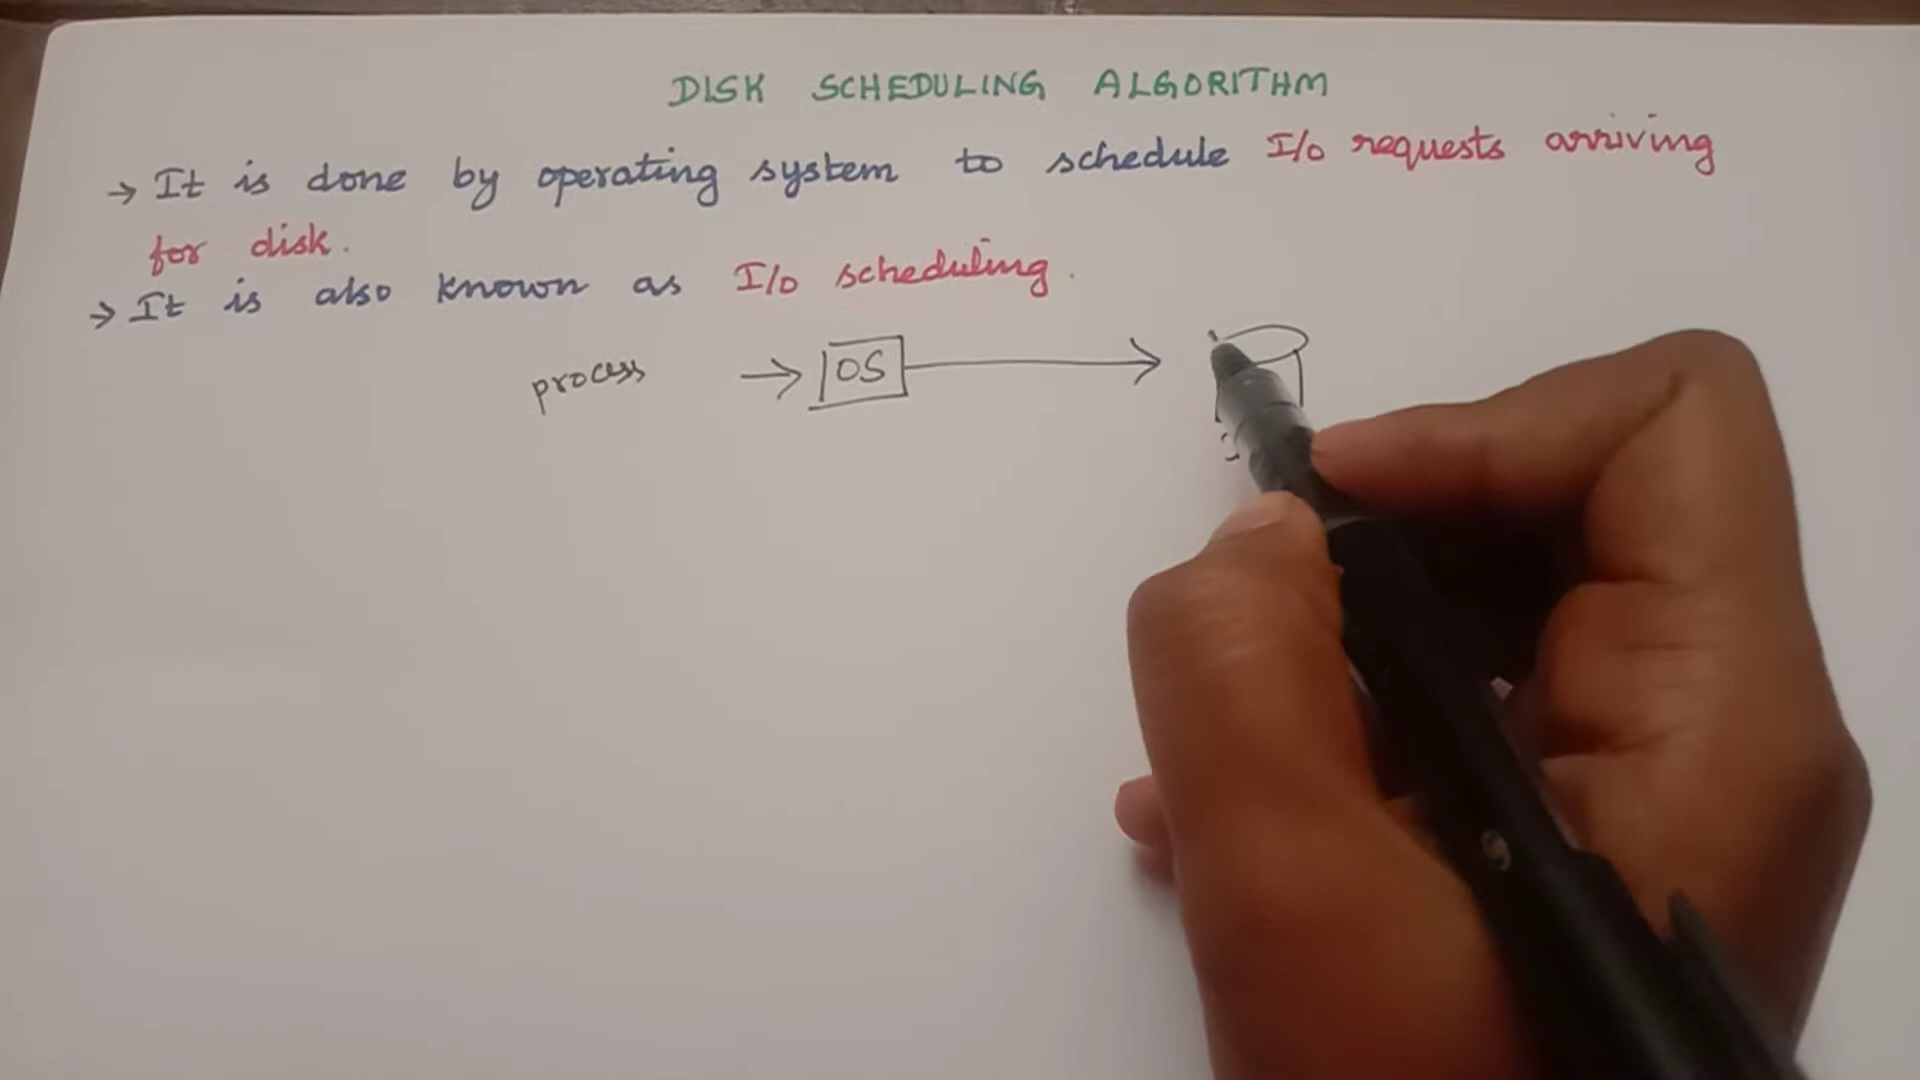 DISK SCHEDULING ALGORITHM
→ It is done by operating system to schedule I/o requests arriving
for disk.
→ It is also known as I/o scheduling.
process → OS